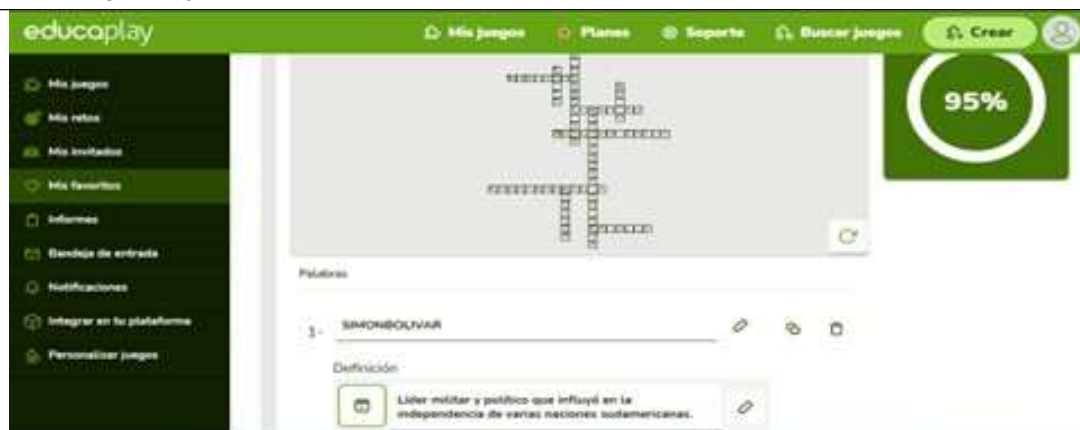 educaplay
Mis juegos
Planes
Soporte
Buscar juegos
Crear
Mis juegos
Mis retos
Mis invitados
Mis favoritos
Informes
Bandeja de entrada
Notificaciones
Integrar en tu plataforma
Personalizar juegos
95%
Palabras
1- SIMONBOLIVAR
Definición
Líder militar y político que influyó en la
independencia de varias naciones sudamericanas.